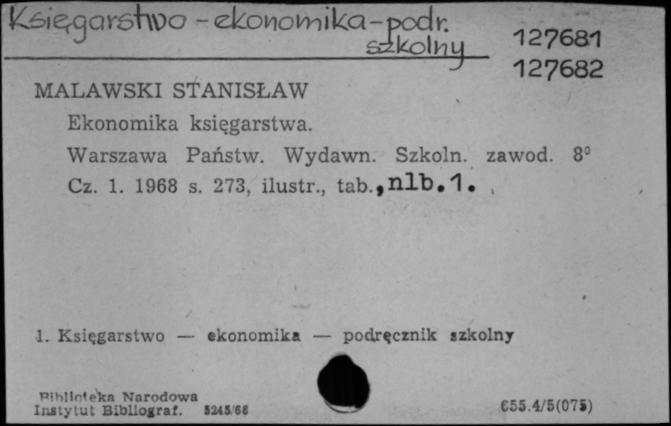 Księgarstwo - ekonomika - podr.
szkolny
127681
127682
MALAWSKI STANISŁAW
Ekonomika księgarstwa.
Warszawa Państw. Wydawn. Szkoln. zawod. 8°
Cz. 1. 1968 s. 273, ilustr., tab., nlb. 1.
1. Księgarstwo — ekonomika — podręcznik szkolny
Biblioteka Narodowa
Instytut Bibliograf. 5245/68
655.4/5(075)